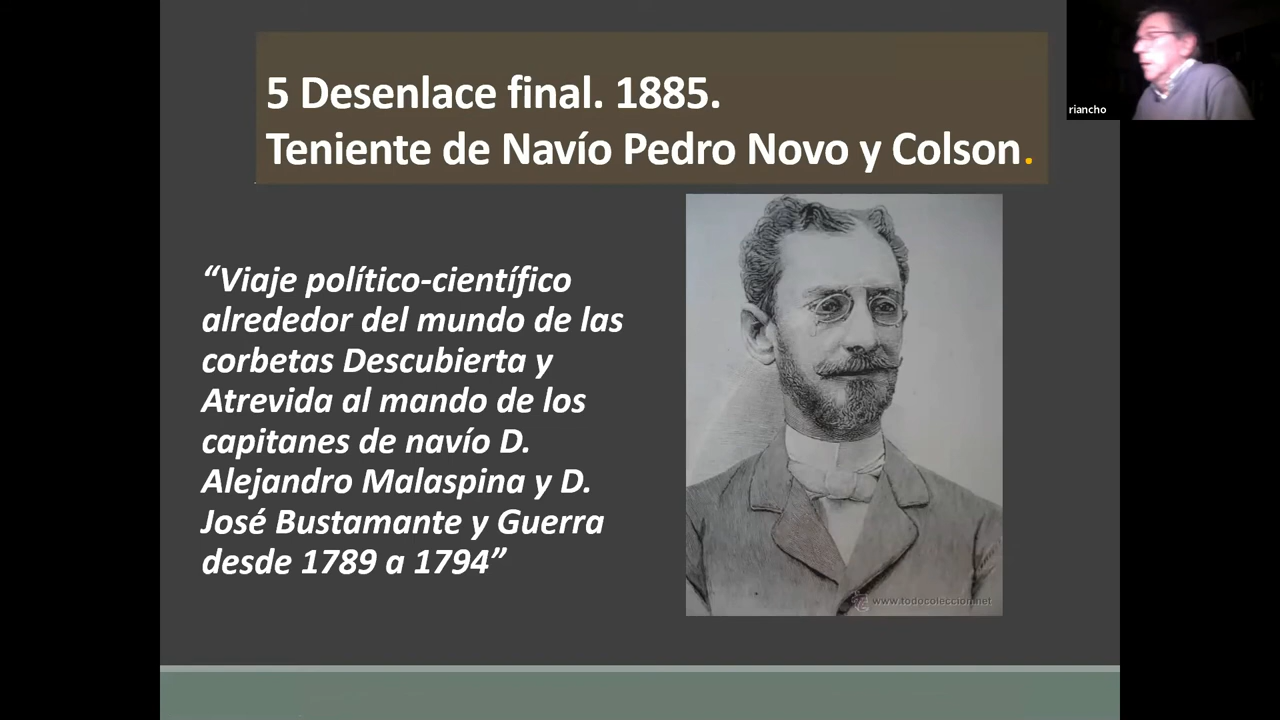 5 Desenlace final. 1885.
Teniente de Navío Pedro Novo y Colson.
riancho
“Viaje político-científico
alrededor del mundo de las
corbetas Descubierta y
Atrevida al mando de los
capitanes de navío D.
Alejandro Malaspina y D.
José Bustamante y Guerra
desde 1789 a 1794”
www.todocoleccion.net